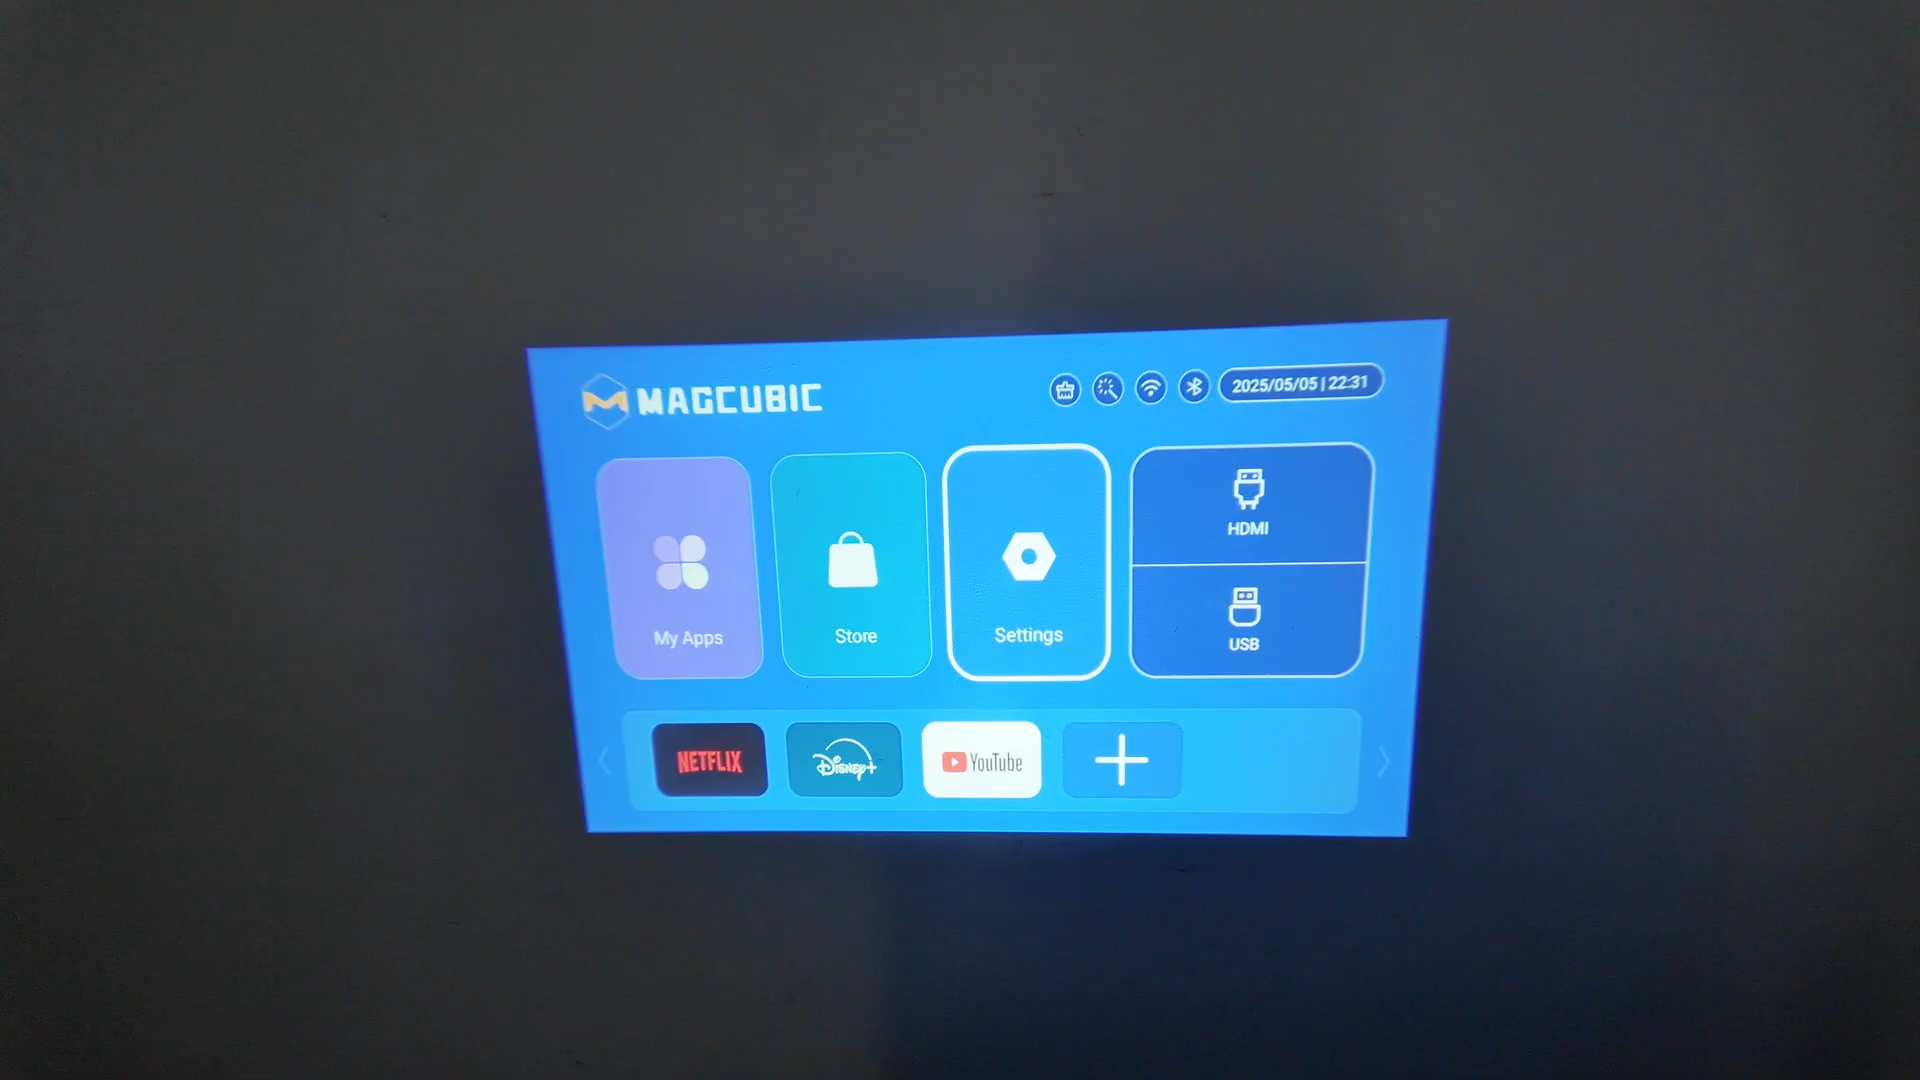 MAGCUBIC
2025/05/05 | 22:31
My Apps
Store
Settings
HDMI
USB
NETFLIX
Disney+
YouTube